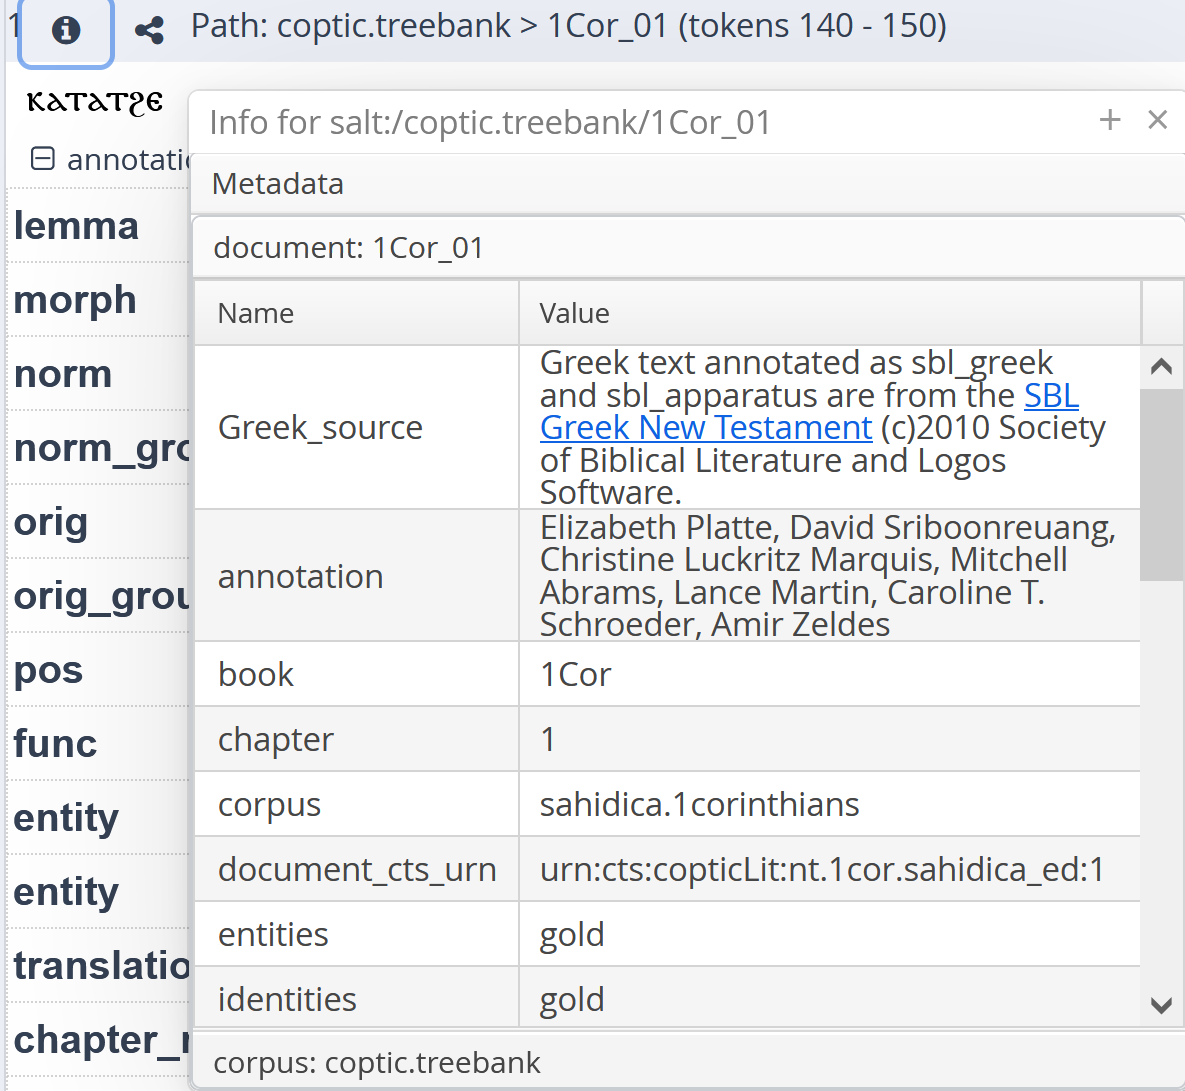 1 Path: coptic.treebank > 1Cor_01 (tokens 140 - 150)
ⲕⲁⲧⲁⲧϩⲉ
Info for salt:/coptic.treebank/1Cor_01 + ×
annotatio
Metadata
lemma
document: 1Cor_01
morph
Name Value
norm
Greek text annotated as sbl_greek
and sbl_apparatus are from the SBL
Greek_source Greek New Testament (c)2010 Society
of Biblical Literature and Logos
Software.
norm_gro
orig
Elizabeth Platte, David Sriboonreuang,
Christine Luckritz Marquis, Mitchell
annotation
Abrams, Lance Martin, Caroline T.
Schroeder, Amir Zeldes
orig_grou
pos
book 1Cor
func
chapter 1
entity
corpus sahidica.1corinthians
entity
document_cts_urn urn:cts:copticLit:nt.1cor.sahidica_ed:1
entities gold
translatio
identities gold
chapter_
corpus: coptic.treebank